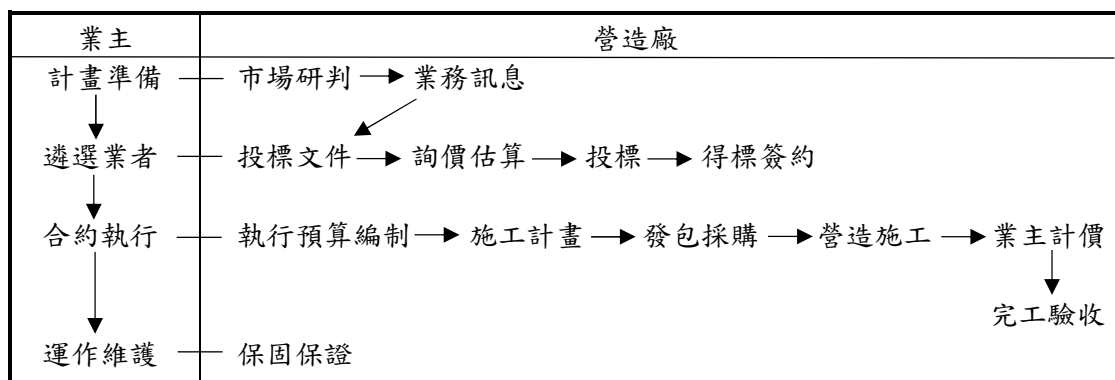 業主 營造廠
計畫準備 市場研判 業務訊息
遴選業者 投標文件 詢價估算 投標 得標簽約
合約執行 執行預算編制 施工計畫 發包採購 營造施工 業主計價
完工驗收
運作維護 保固保證